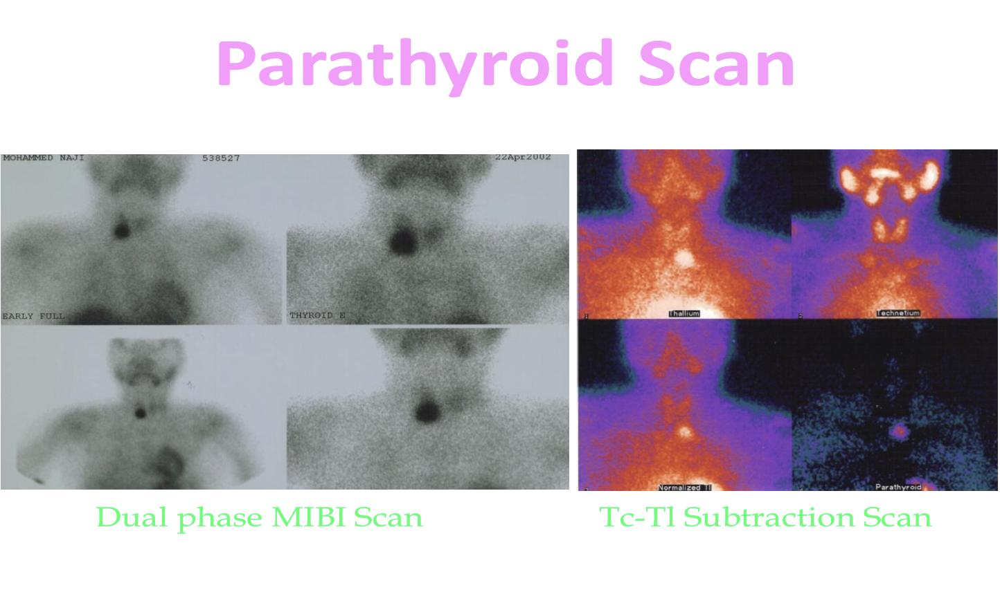 Parathyroid Scan
MOHAMMED NAJI 538527 22Apr2002
EARLY FULL
THYROID E
Thallium
Technetium
Normalized Tl
Parathyroid
Dual phase MIBI Scan
Tc-Tl Subtraction Scan